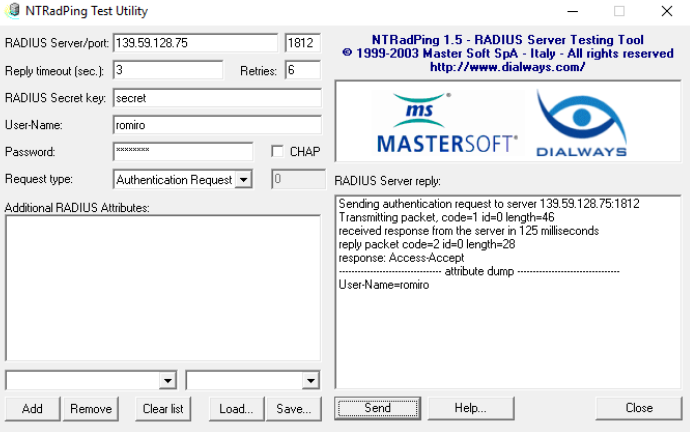 NTRadPing Test Utility
RADIUS Server/port: 139.59.128.75 1812
Reply timeout (sec.): 3 Retries: 6
RADIUS Secret key: secret
User-Name: romiro
Password: xxxxxxxx CHAP
Request type: Authentication Request 0
Additional RADIUS Attributes:
Add Remove Clear list Load... Save...
NTRadPing 1.5 - RADIUS Server Testing Tool
© 1999-2003 Master Soft SpA - Italy - All rights reserved
http://www.dialways.com/
ms
MASTERSOFT®
DIALWAYS
RADIUS Server reply:
Sending authentication request to server 139.59.128.75:1812
Transmitting packet, code=1 id=0 length=46
received response from the server in 125 milliseconds
reply packet code=2 id=0 length=28
response: Access-Accept
------------------------------- attribute dump -------------------------------
User-Name=romiro
Send Help... Close